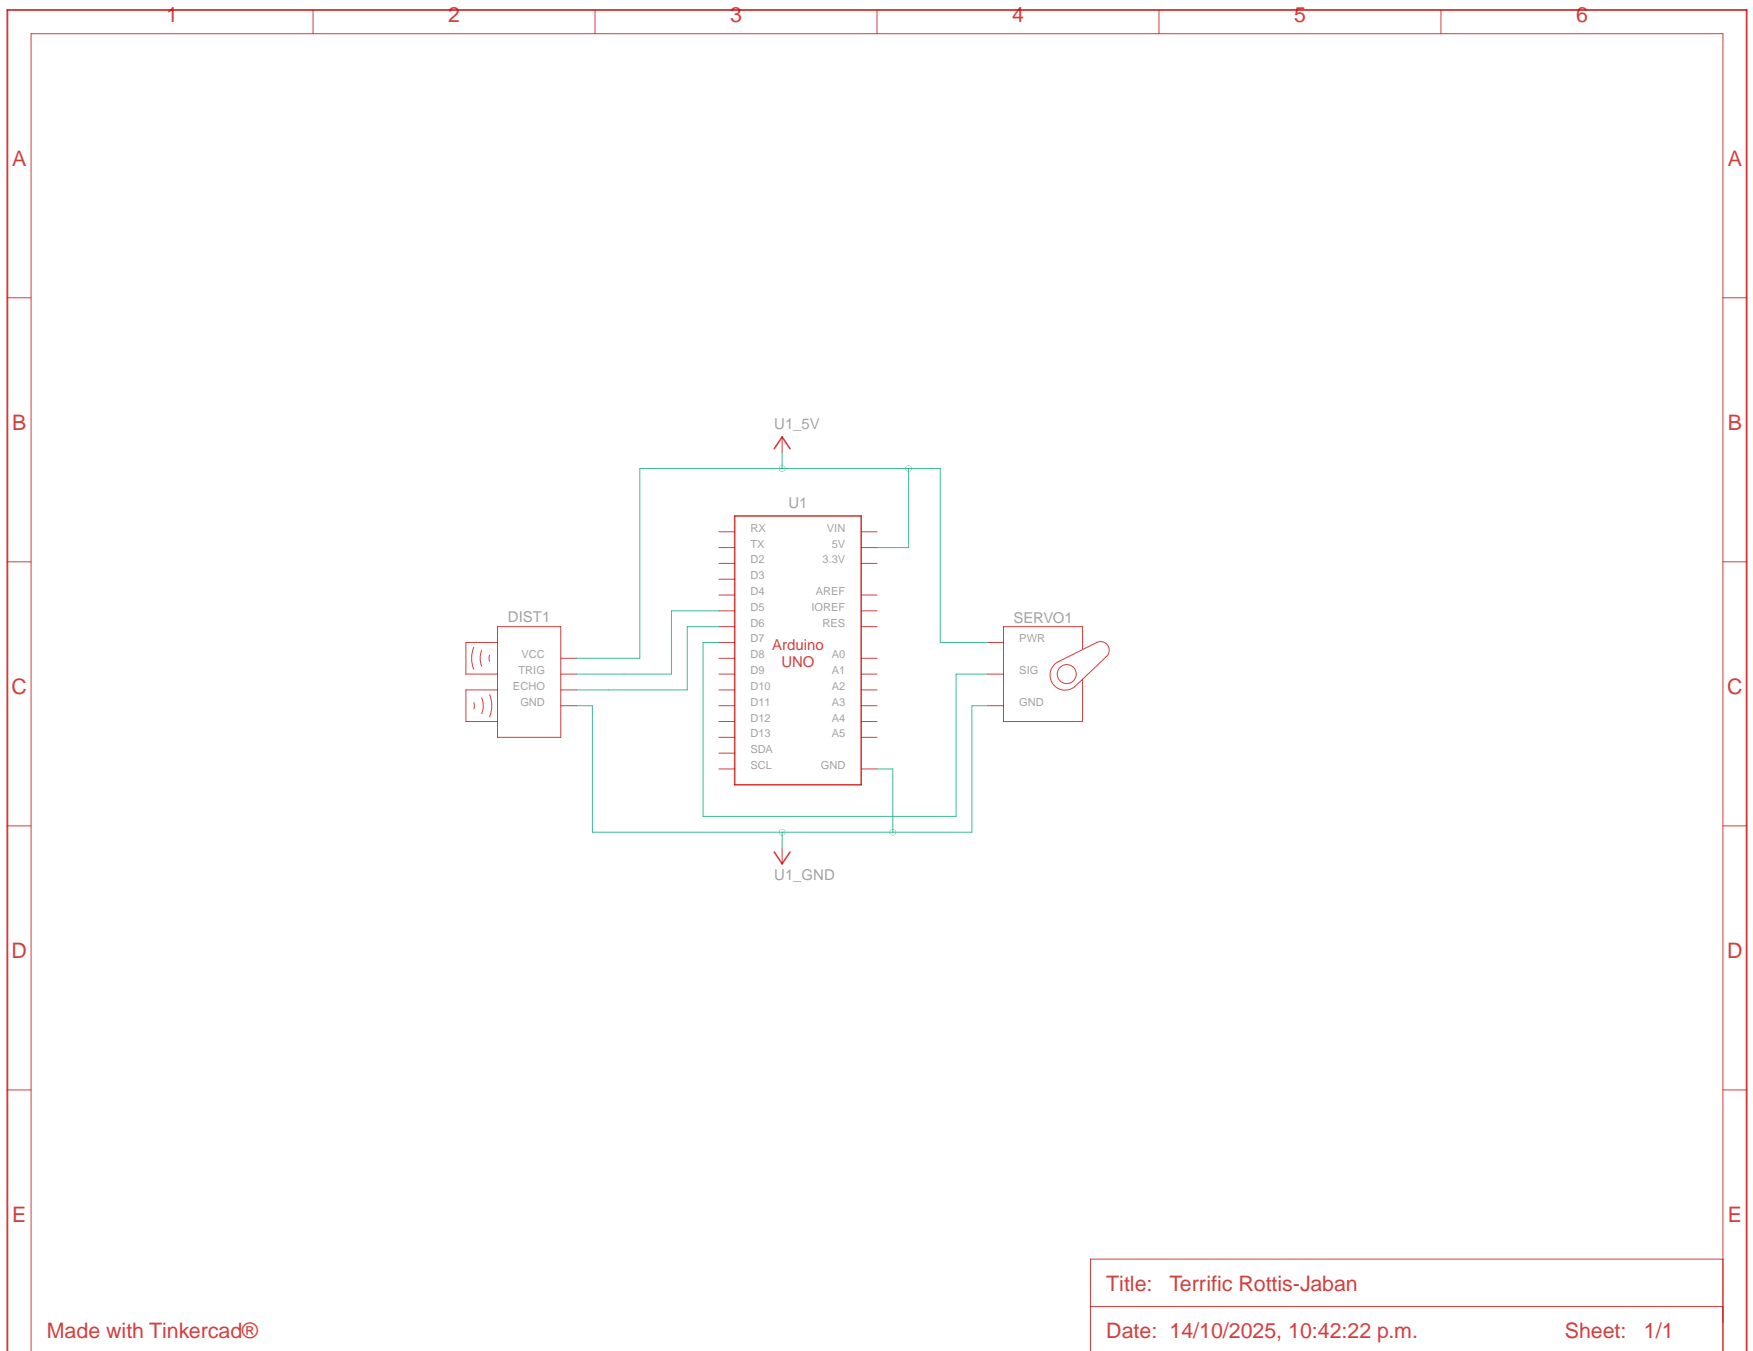 1 2 3 4 5 6
A A
B B
U1_5V
U1
RX VIN
TX 5V
D2 3.3V
D3
D4 AREF
D5 IOREF
D6 RES
D7
D8 A0
D9 A1
D10 A2
D11 A3
D12 A4
D13 A5
SDA
SCL GND
Arduino
UNO
DIST1
VCC
TRIG
ECHO
GND
SERVO1
PWR
SIG
GND
C C
U1_GND
D D
E E
Title: Terrific Rottis-Jaban
Made with Tinkercad®
Date: 14/10/2025, 10:42:22 p.m. Sheet: 1/1